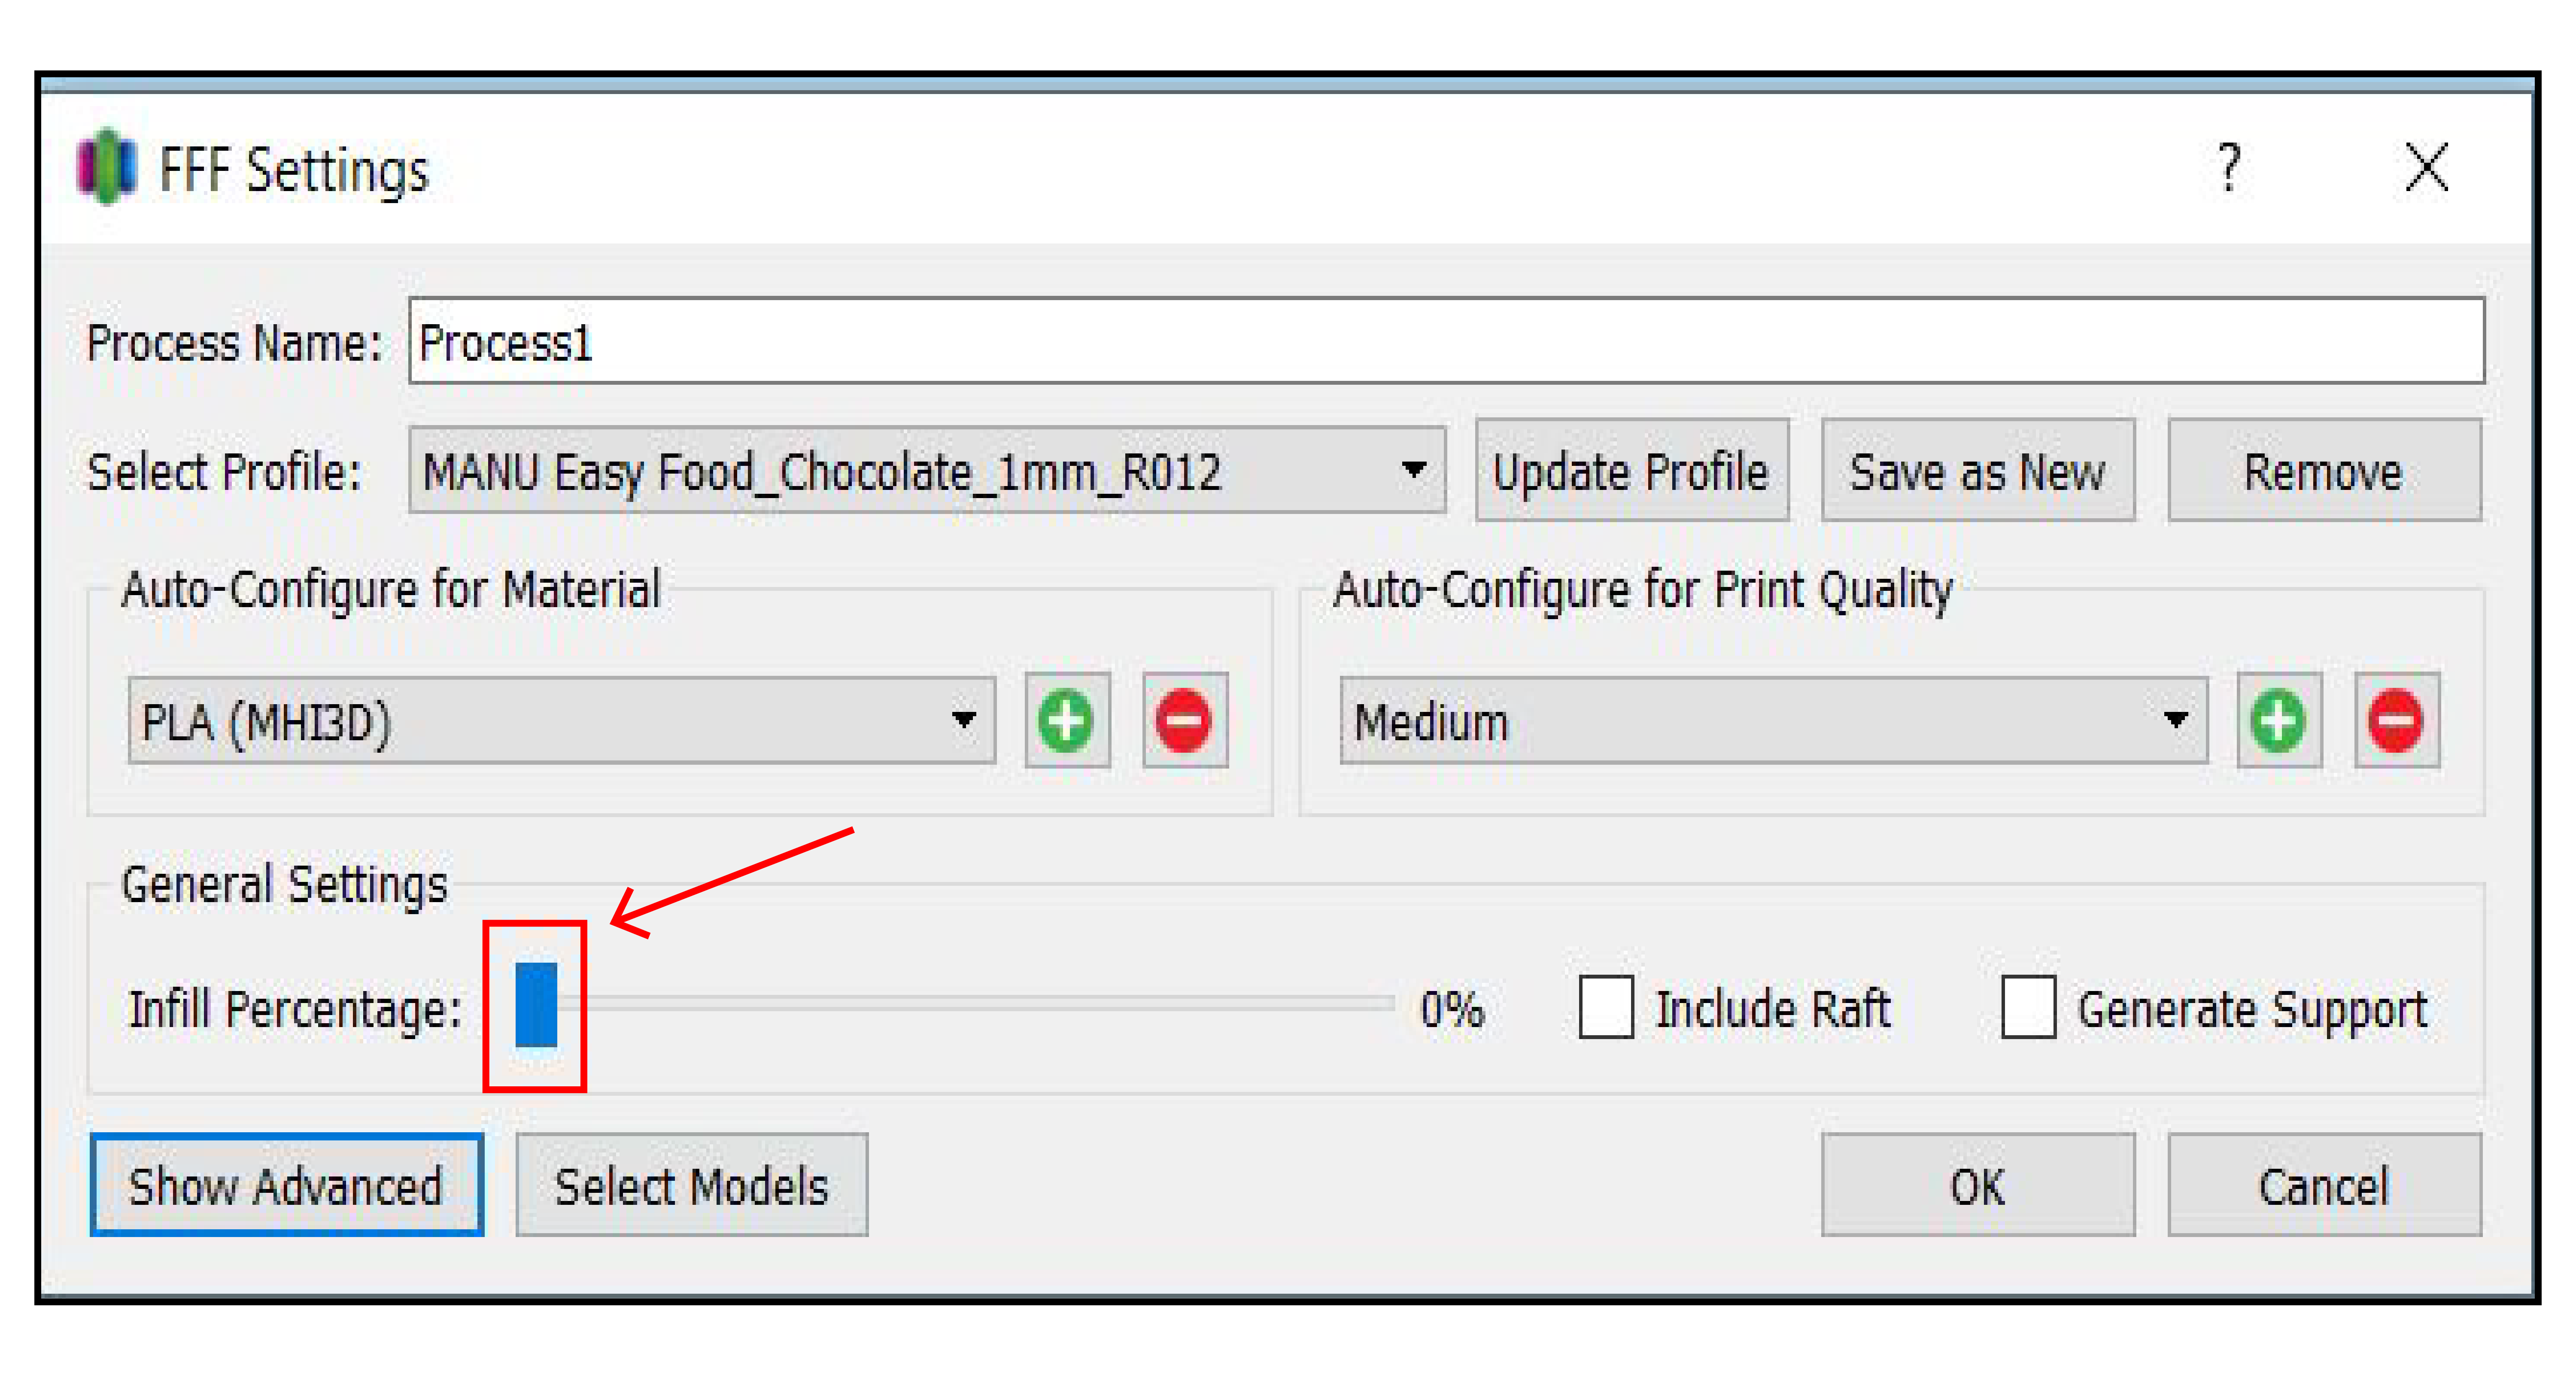 FFF Settings
?
Process Name: Process1
Select Profile: MANU Easy Food_Chocolate_1mm_R012 Update Profile Save as New Remove
Auto-Configure for Material Auto-Configure for Print Quality
PLA (MHI3D) Medium
General Settings
Infill Percentage: 0% Include Raft Generate Support
Show Advanced Select Models OK Cancel